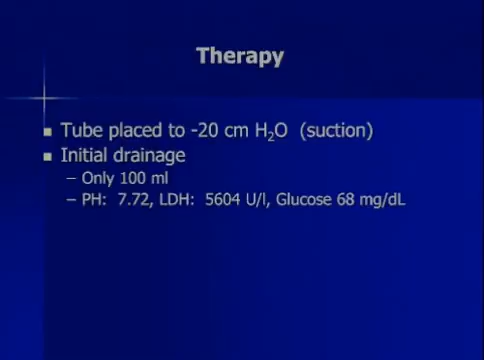 Therapy
Tube placed to -20 cm H₂O (suction)
Initial drainage
– Only 100 ml
– PH: 7.72, LDH: 5604 U/l, Glucose 68 mg/dL